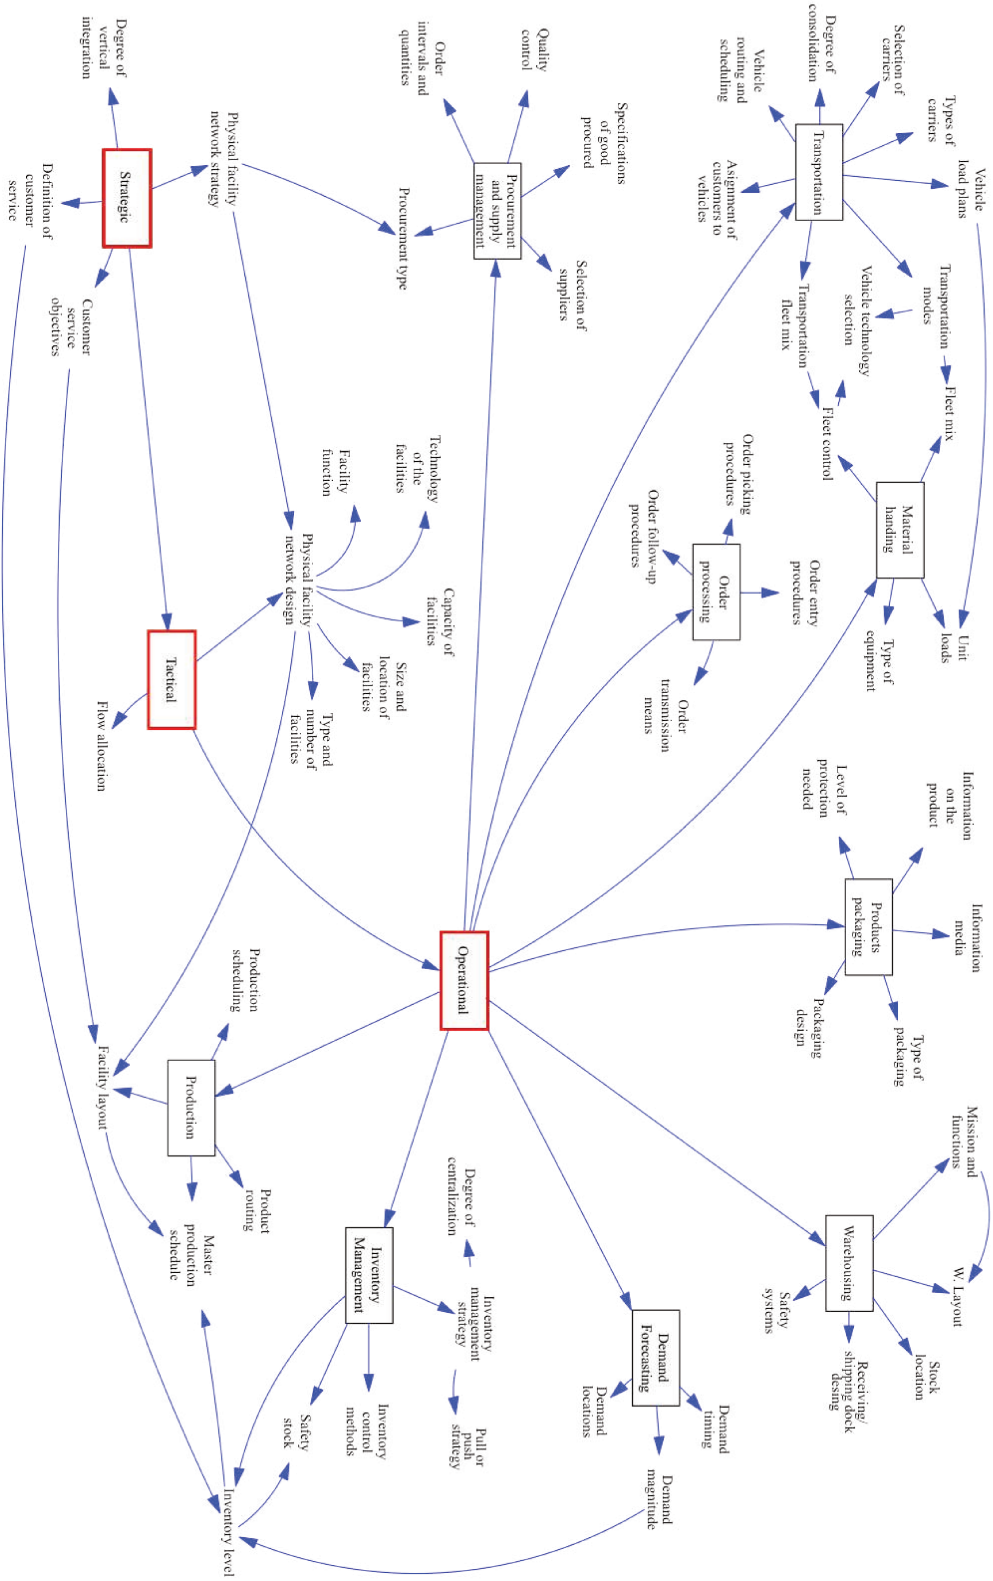 Vehicle
load plans
Types of
carriers
Selection of
carriers
Degree of
consolidation
Vehicle
routing and
scheduling
Transportation
Asignment of
customers to
vehicles
Transportation
modes
Vehicle technology
selection
Transportation
fleet mix
Fleet mix
Fleet control
Material
handing
Unit
loads
Type of
equipment
Information
on the
product
Level of
protection
needed
Information
media
Products
packaging
Packaging
design
Type of
packaging
Mission and
functions
W. Layout
Warehousing
Safety
systems
Stock
location
Receiving/
shipping dock
desing
Order picking
procedures
Order follow-up
procedures
Order entry
procedures
Order
processing
Order
transmission
means
Demand
Forecasting
Demand
timing
Demand
locations
Demand
magnitude
Specifications
of good
procured
Quality
control
Order
intervals and
quantities
Procurement
and supply
management
Selection of
suppliers
Procurement type
Operational
Degree of
centralization
Inventory
management
strategy
Pull or
push
strategy
Inventory
Management
Inventory
control
methods
Safety
stock
Inventory level
Technology
of the
facilities
Facility
function
Capacity of
facilities
Physical facility
network design
Size and
location of
facilities
Type and
number of
facilities
Physical facility
network strategy
Production
scheduling
Production
Product
routing
Master
production
schedule
Facility layout
Tactical
Flow allocation
Degree of
vertical
integration
Strategic
Customer
service
objectives
Definition of
customer
service